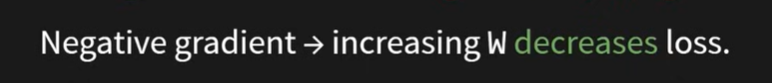 Negative gradient → increasing W decreases loss.